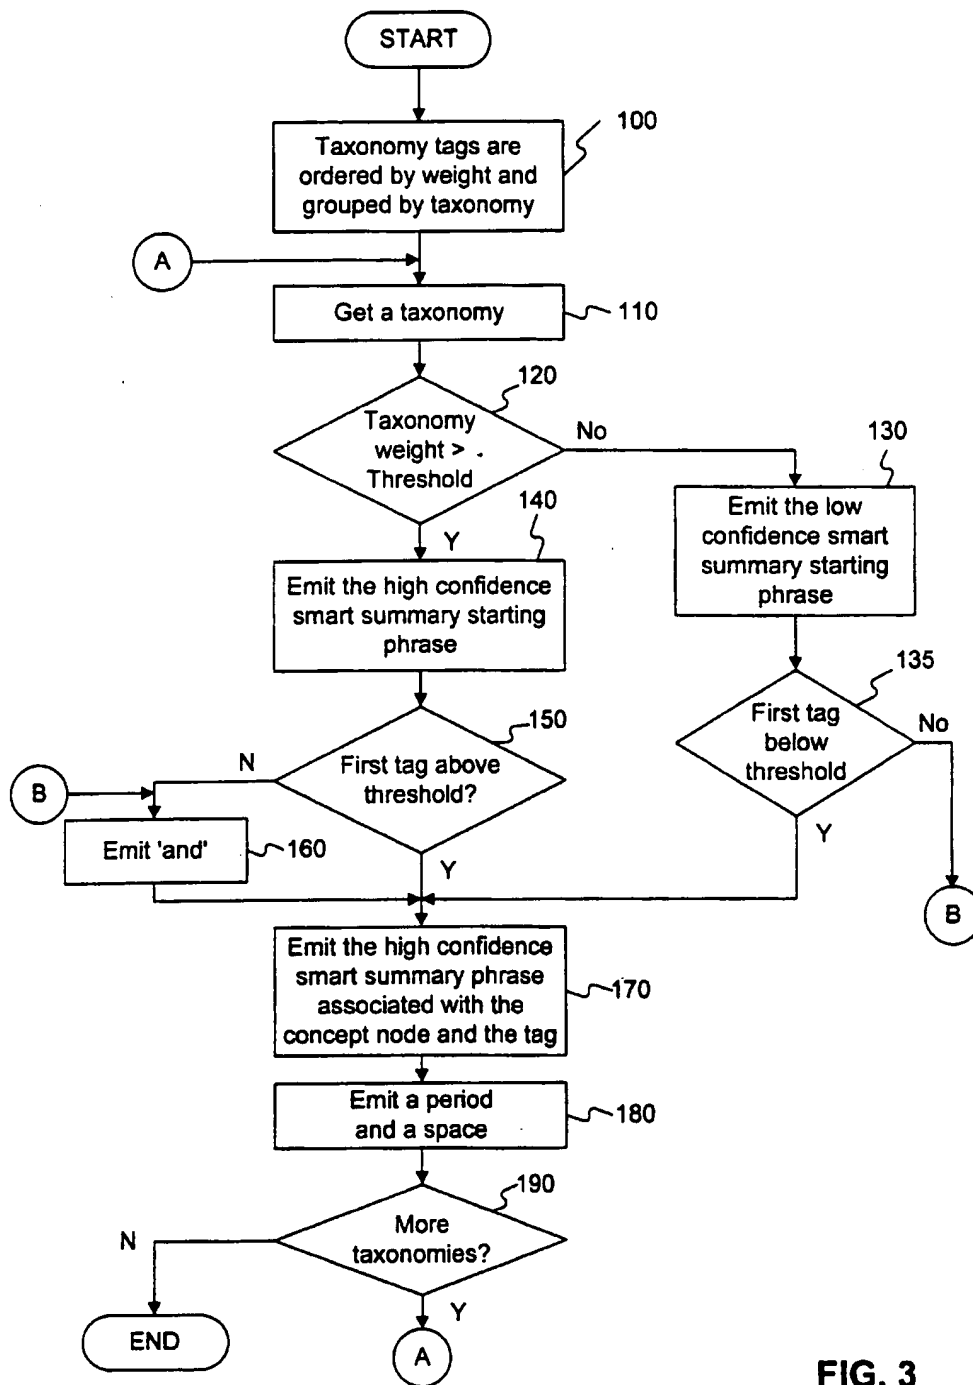 START
Taxonomy tags are
ordered by weight and
grouped by taxonomy
100
A
Get a taxonomy
110
120
Taxonomy
weight >
Threshold
No
130
Y
140
Emit the low
confidence smart
summary starting
phrase
Emit the high confidence
smart summary starting
phrase
135
First tag
below
threshold
No
150
N
First tag above
threshold?
B
Emit 'and'
160
Y
Y
B
Emit the high confidence
smart summary phrase
associated with the
concept node and the tag
170
Emit a period
and a space
180
190
More
taxonomies?
N
Y
END
A
FIG. 3